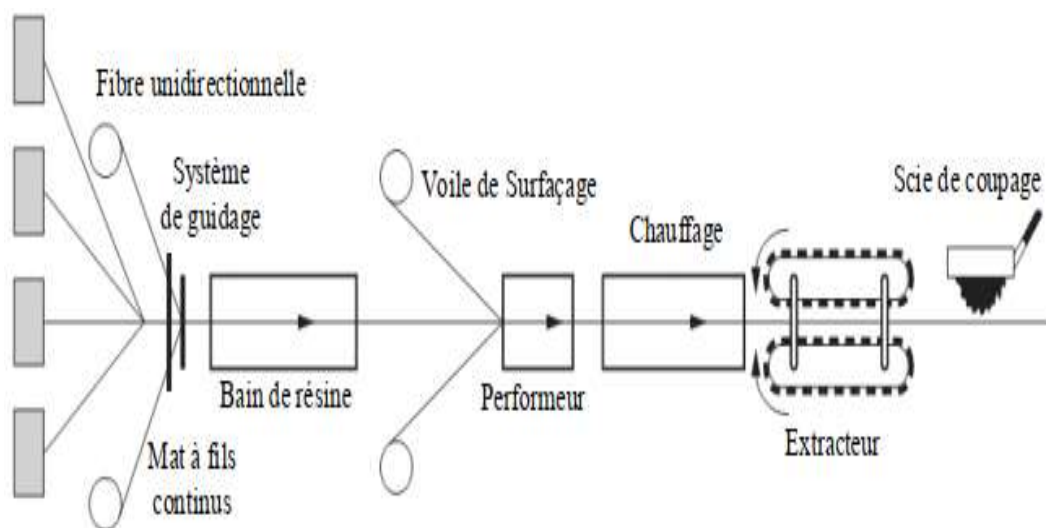 Fibre unidirectionnelle
Système
de guidage
Voile de Surfaçage
Scie de coupage
Chauffage
Bain de résine
Performeur
Extracteur
Mat à fils
continus